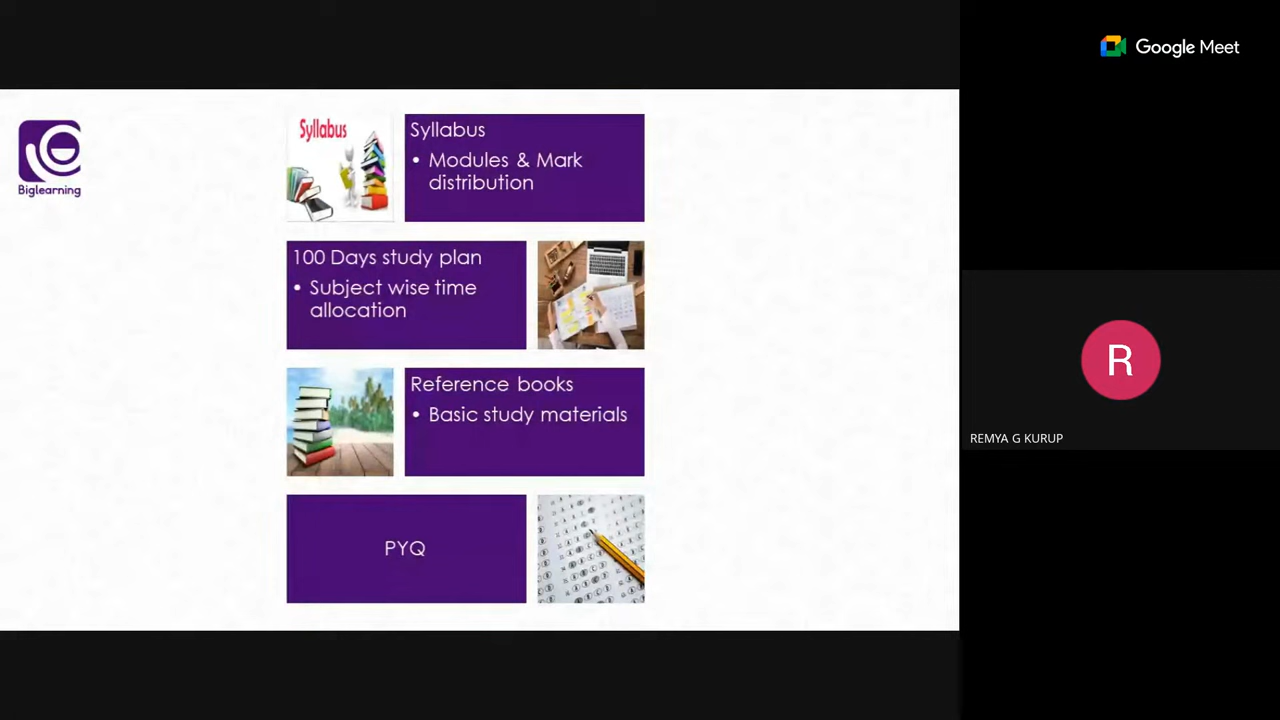 Google Meet
Biglearning
Syllabus
Syllabus
• Modules & Mark
distribution
100 Days study plan
• Subject wise time
allocation
Reference books
• Basic study materials
PYQ
R
REMYA G KURUP